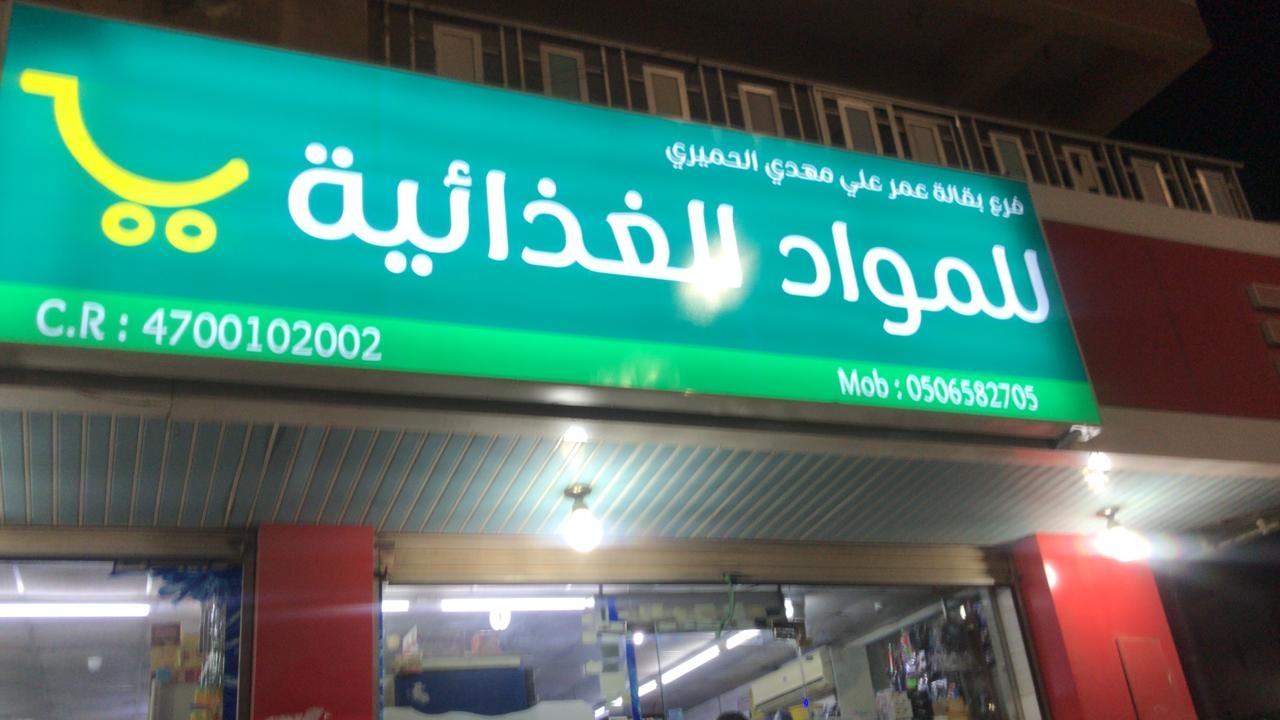 فرع بقالة عمر علي مهدي الحميري
للمواد الغذائية
C.R : 4700102002
Mob : 0506582705